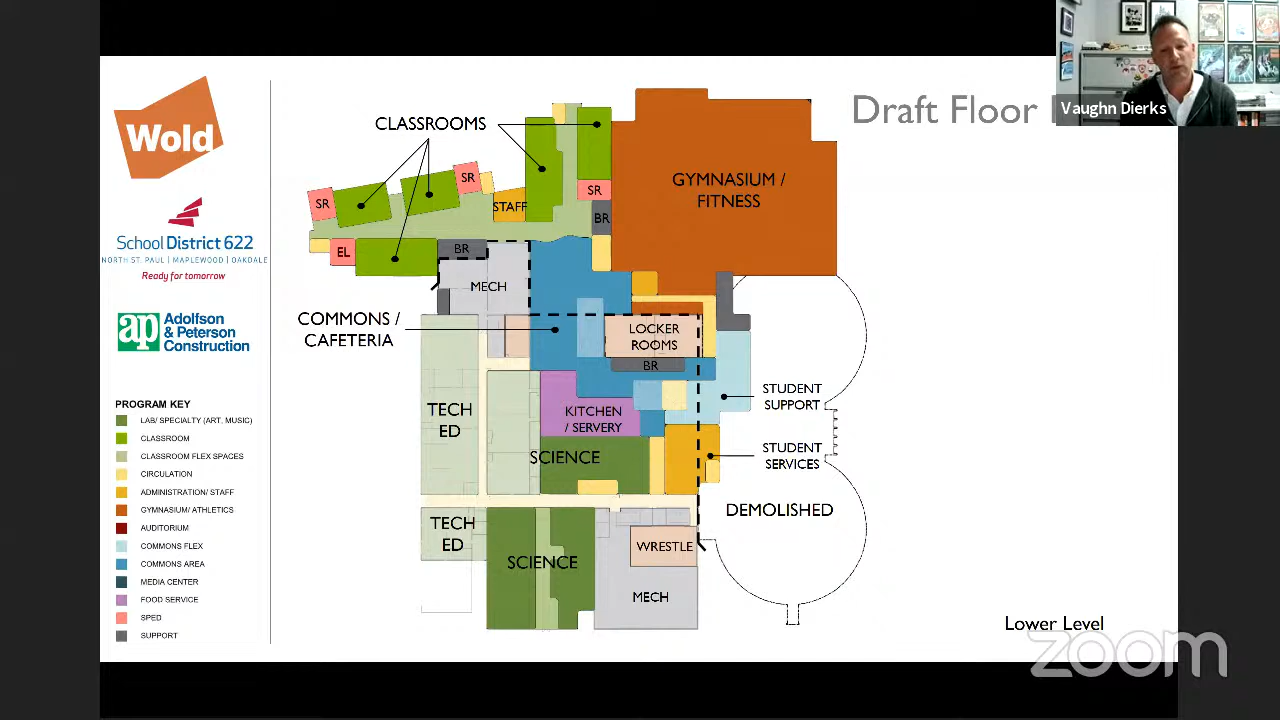 Wold
School District 622
NORTH ST. PAUL | MAPLEWOOD | OAKDALE
Ready for tomorrow
ap Adolfson
& Peterson
Construction
PROGRAM KEY
LAB/ SPECIALTY (ART, MUSIC)
CLASSROOM
CLASSROOM FLEX SPACES
CIRCULATION
ADMINISTRATION/ STAFF
GYMNASIUM/ ATHLETICS
AUDITORIUM
COMMONS FLEX
COMMONS AREA
MEDIA CENTER
FOOD SERVICE
SPED
SUPPORT
Draft Floor
Vaughn Dierks
CLASSROOMS
SR
SR
STAFF
SR
BR
GYMNASIUM /
FITNESS
EL
BR
MECH
COMMONS /
CAFETERIA
LOCKER
ROOMS
BR
STUDENT
SUPPORT
TECH
ED
KITCHEN
/ SERVERY
SCIENCE
STUDENT
SERVICES
DEMOLISHED
TECH
ED
SCIENCE
WRESTLE
MECH
Lower Level
zoom